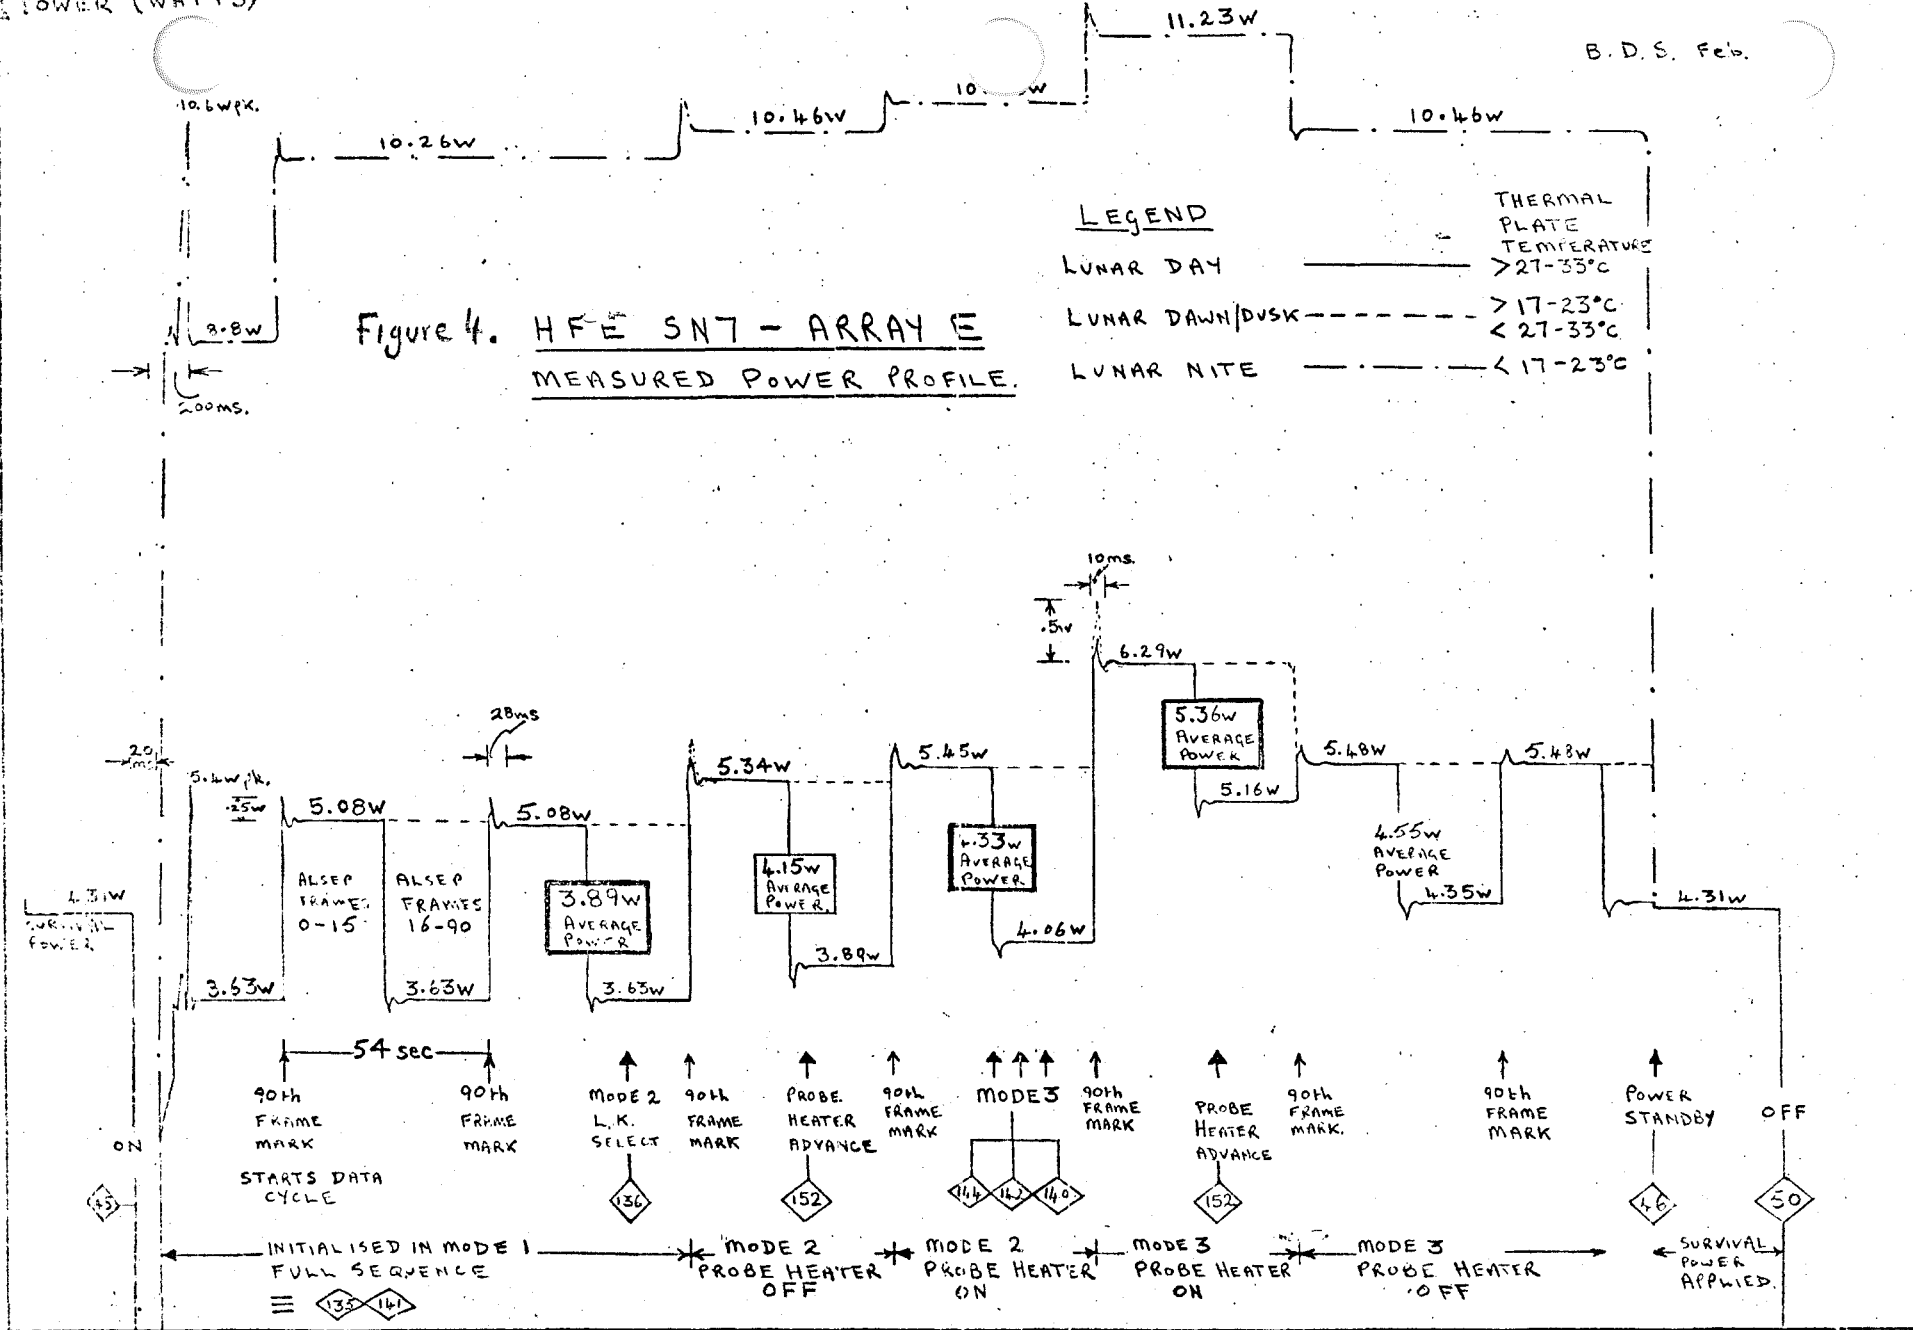 POWER (WATTS)
B.D.S. Feb.
10.6W PK.
10.26W
10.46W
11.23W
10.46W
8.8W
200ms.
Figure 4. HFE SN7 - ARRAY E
MEASURED POWER PROFILE.
LEGEND
THERMAL
PLATE
TEMPERATURE
LUNAR DAY
>27-33°C
LUNAR DAWN/DUSK
>17-23°C
<27-33°C
LUNAR NITE
<17-23°C
10ms.
.5W
6.29W
5.36W
AVERAGE
POWER
5.16W
28ms
20
ms
5.4W pk.
.25W
5.08W
5.08W
5.34W
5.45W
5.48W
5.48W
4.31W
SURVIVAL
POWER
ALSEP
FRAMES
0-15
ALSEP
FRAMES
16-90
3.89W
AVERAGE
POWER
4.15W
AVERAGE
POWER.
4.33W
AVERAGE
POWER
4.55W
AVERAGE
POWER
3.63W
3.63W
3.63W
3.89W
4.06W
4.35W
4.31W
54 sec
ON
90th
FRAME
MARK
90th
FRAME
MARK
MODE 2
L.K.
SELECT
90th
FRAME
MARK
PROBE
HEATER
ADVANCE
90th
FRAME
MARK
MODE 3
90th
FRAME
MARK
PROBE
HEATER
ADVANCE
90th
FRAME
MARK.
90th
FRAME
MARK
POWER
STANDBY
OFF
STARTS DATA
CYCLE
45
136
152
144 142 140
152
46
50
INITIALISED IN MODE 1
FULL SEQUENCE
≡ 135 141
MODE 2
PROBE HEATER
OFF
MODE 2
PROBE HEATER
ON
MODE 3
PROBE HEATER
ON
MODE 3
PROBE HEATER
OFF
SURVIVAL
POWER
APPLIED.